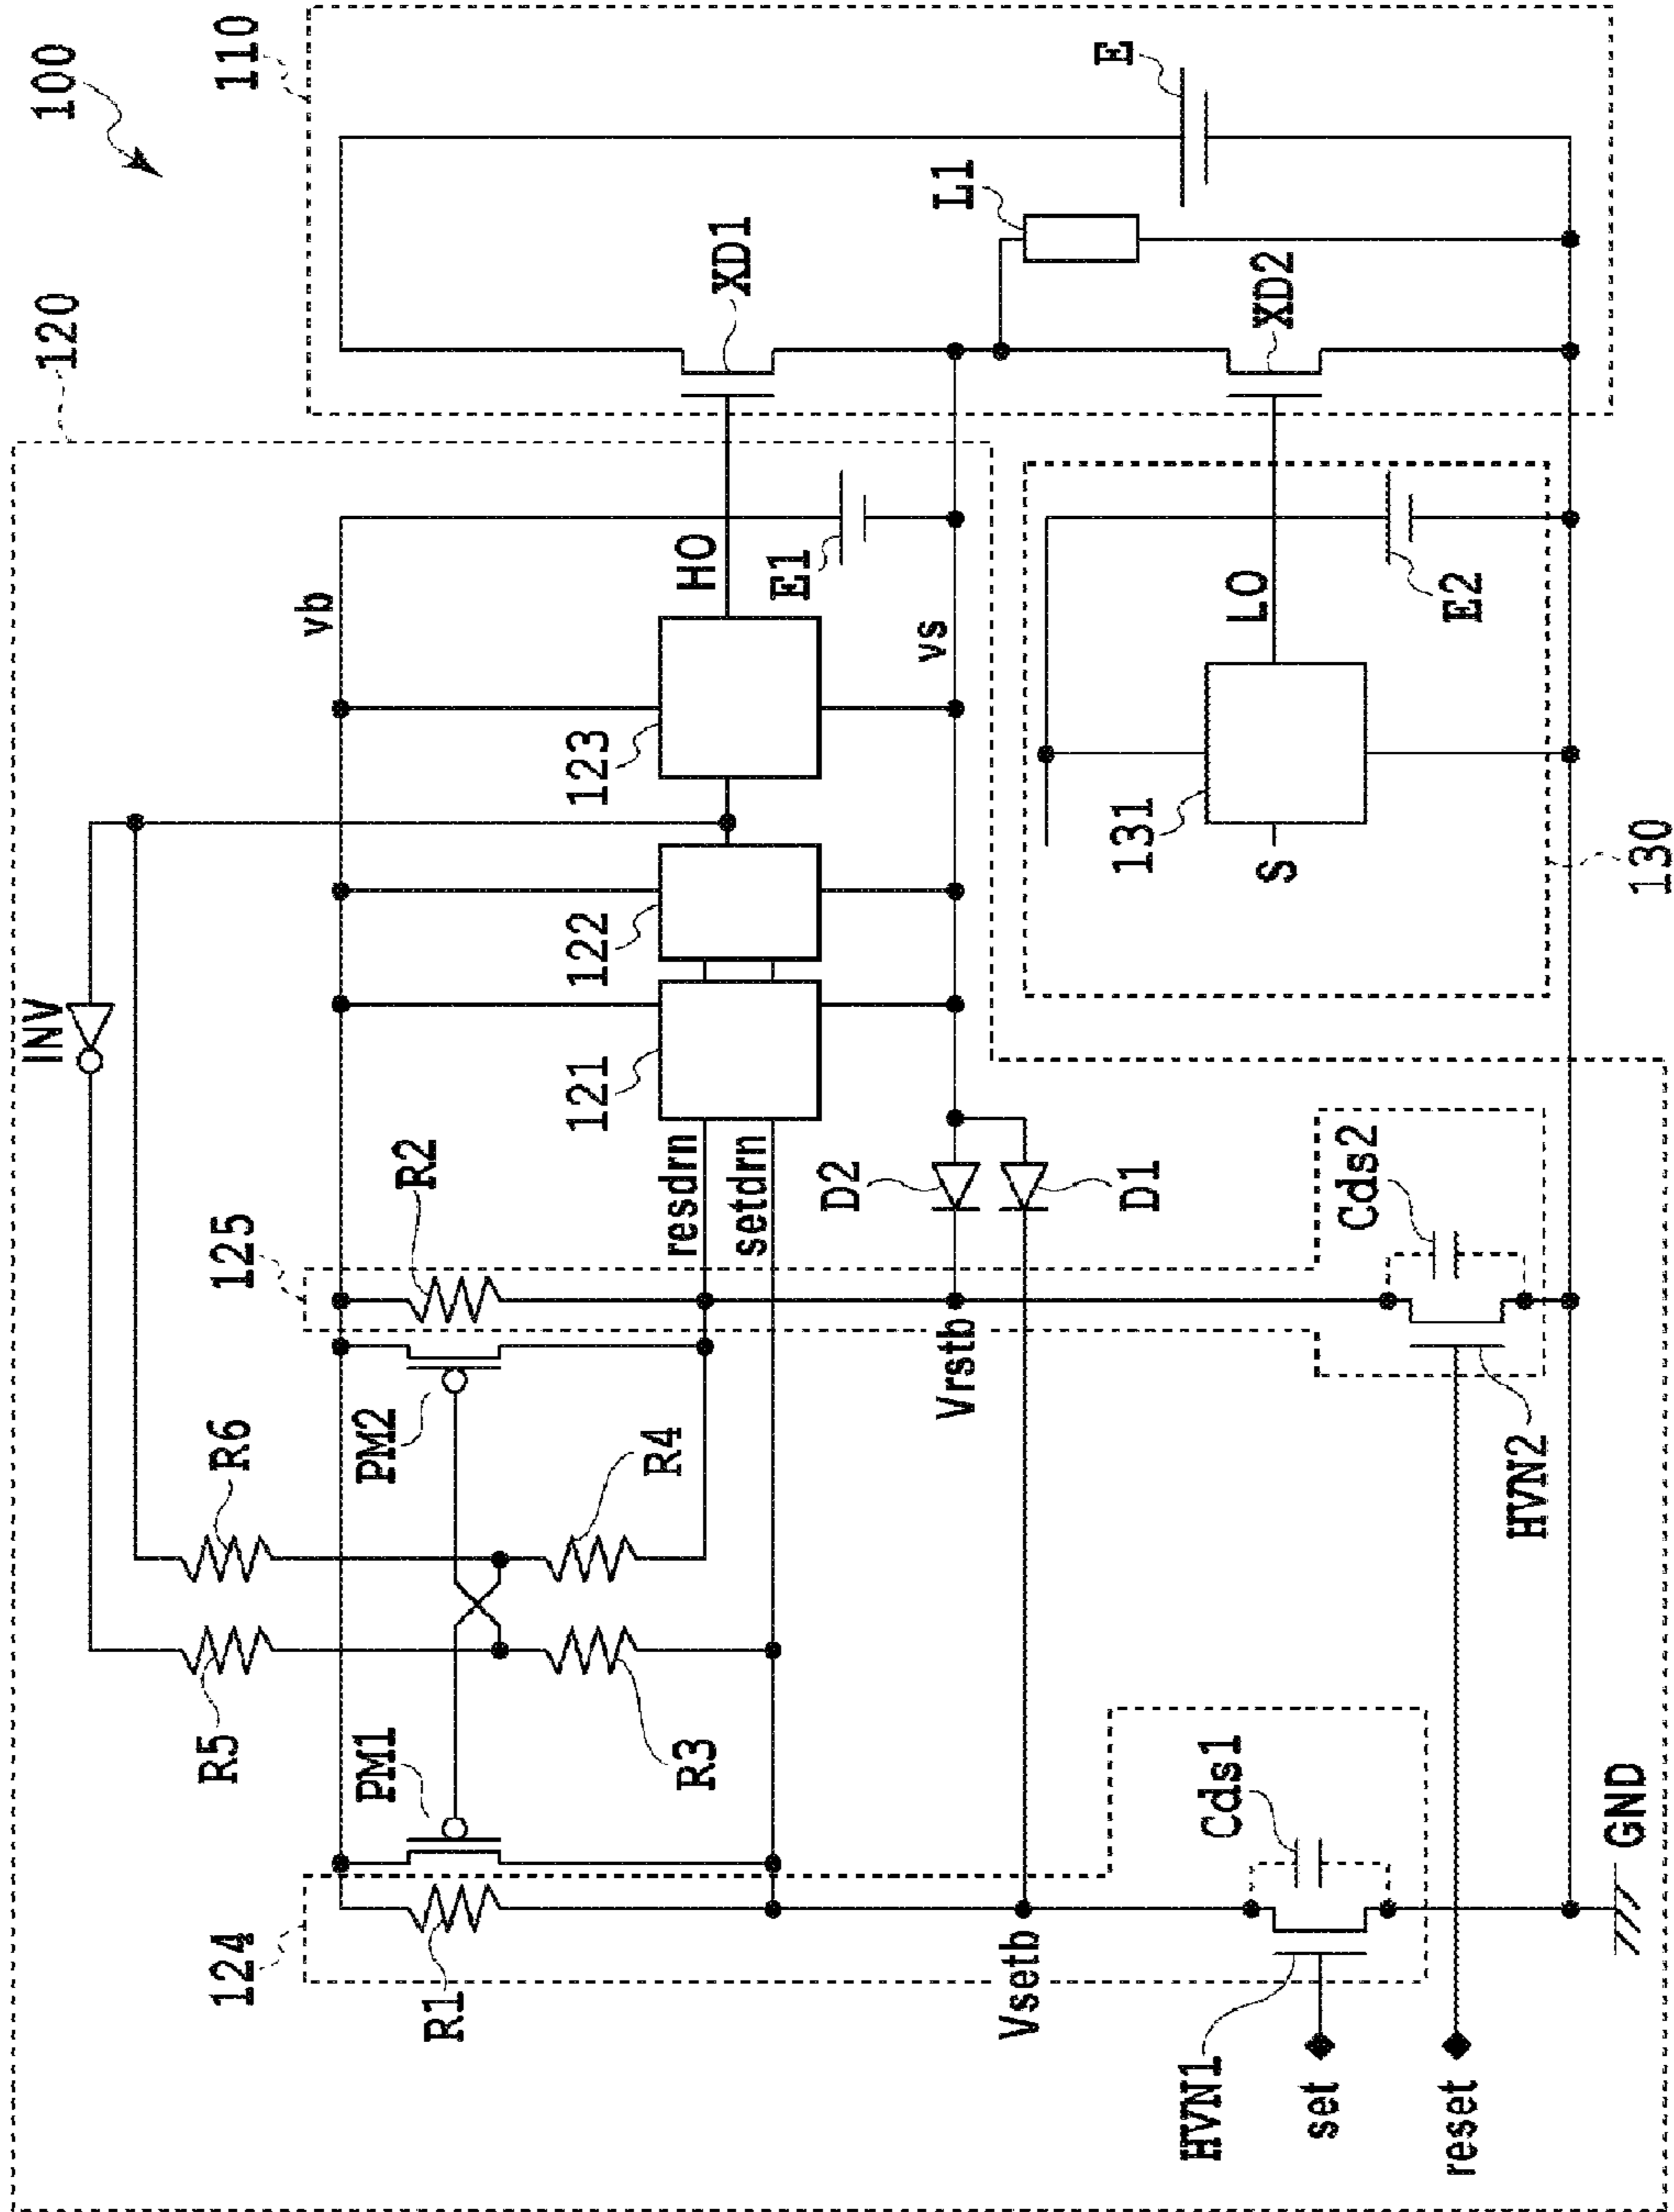 100
120
110
INV
vb
R6
R5
125
R2
PM2
PM1
R4
R3
124
R1
121
122
123
HO
E1
XD1
resdrn
setdrn
vs
D2
D1
Vrstb
Vsetb
L1
E
XD2
LO
131
S
E2
130
Cds2
Cds1
HVN2
HVN1
set
reset
GND